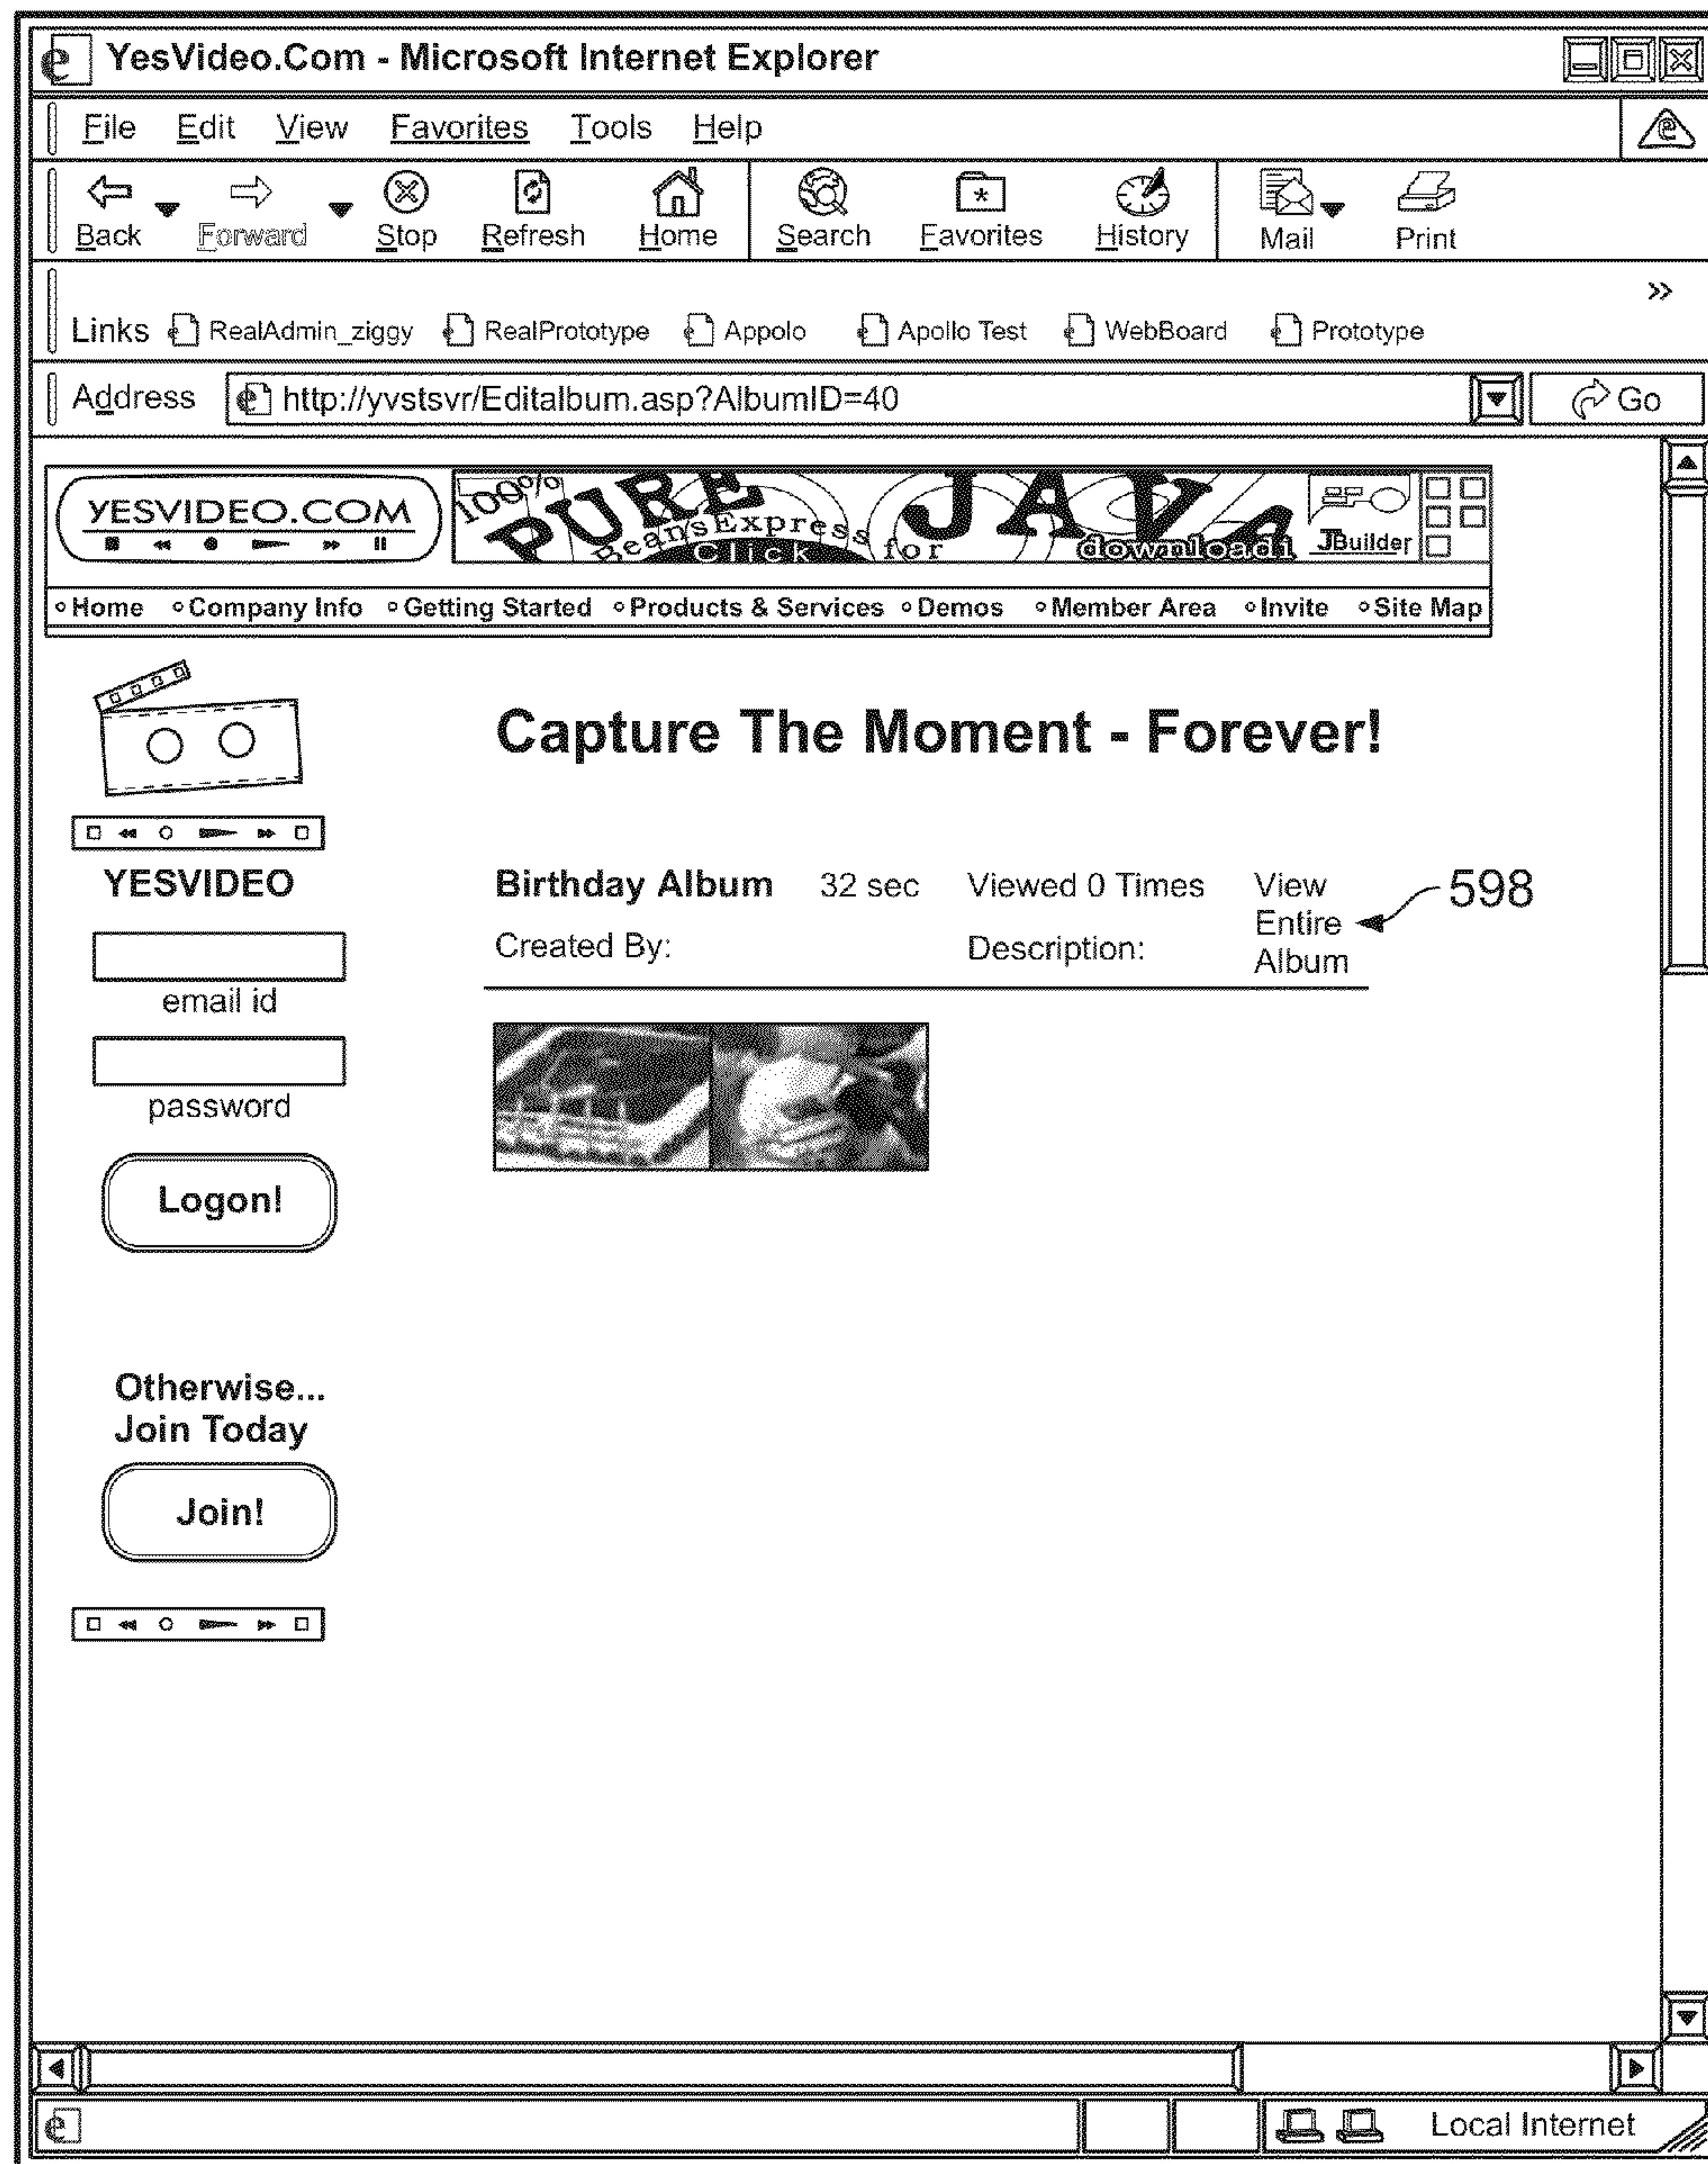 YesVideo.Com - Microsoft Internet Explorer
File Edit View Favorites Tools Help
Back Forward Stop Refresh Home Search Favorites History Mail Print
»
Links RealAdmin_ziggy RealPrototype Appolo Apollo Test WebBoard Prototype
Address http://yvstsvr/Editalbum.asp?AlbumID=40 Go
YESVIDEO.COM
100% PURE JAVA
BeansExpress for JBuilder
Click downloadi
Home Company Info Getting Started Products & Services Demos Member Area Invite Site Map
Capture The Moment - Forever!
YESVIDEO
Birthday Album 32 sec Viewed 0 Times View Entire Album 598
Created By: Description:
email id
password
Logon!
Otherwise...
Join Today
Join!
Local Internet